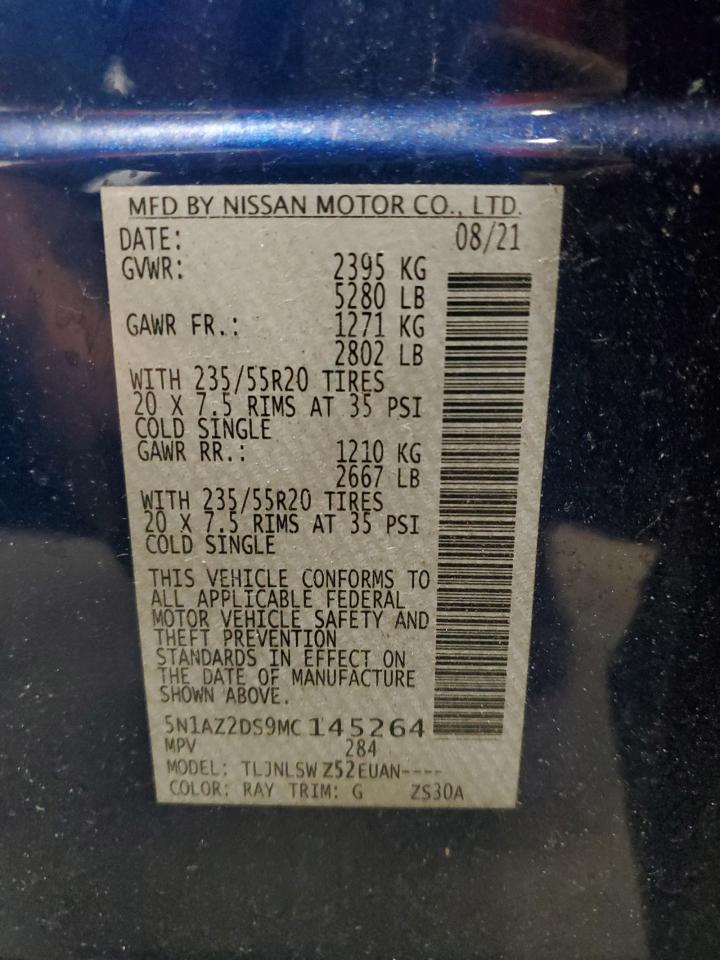 MFD BY NISSAN MOTOR CO., LTD.
DATE: 08/21
GVWR: 2395 KG
5280 LB
GAWR FR.: 1271 KG
2802 LB
WITH 235/55R20 TIRES
20 X 7.5 RIMS AT 35 PSI
COLD SINGLE
GAWR RR.: 1210 KG
2667 LB
WITH 235/55R20 TIRES
20 X 7.5 RIMS AT 35 PSI
COLD SINGLE
THIS VEHICLE CONFORMS TO
ALL APPLICABLE FEDERAL
MOTOR VEHICLE SAFETY AND
THEFT PREVENTION
STANDARDS IN EFFECT ON
THE DATE OF MANUFACTURE
SHOWN ABOVE.
5N1AZ2DS9MC145264
MPV 284
MODEL: TLJNLSWZ52EUAN----
COLOR: RAY TRIM: G ZS30A